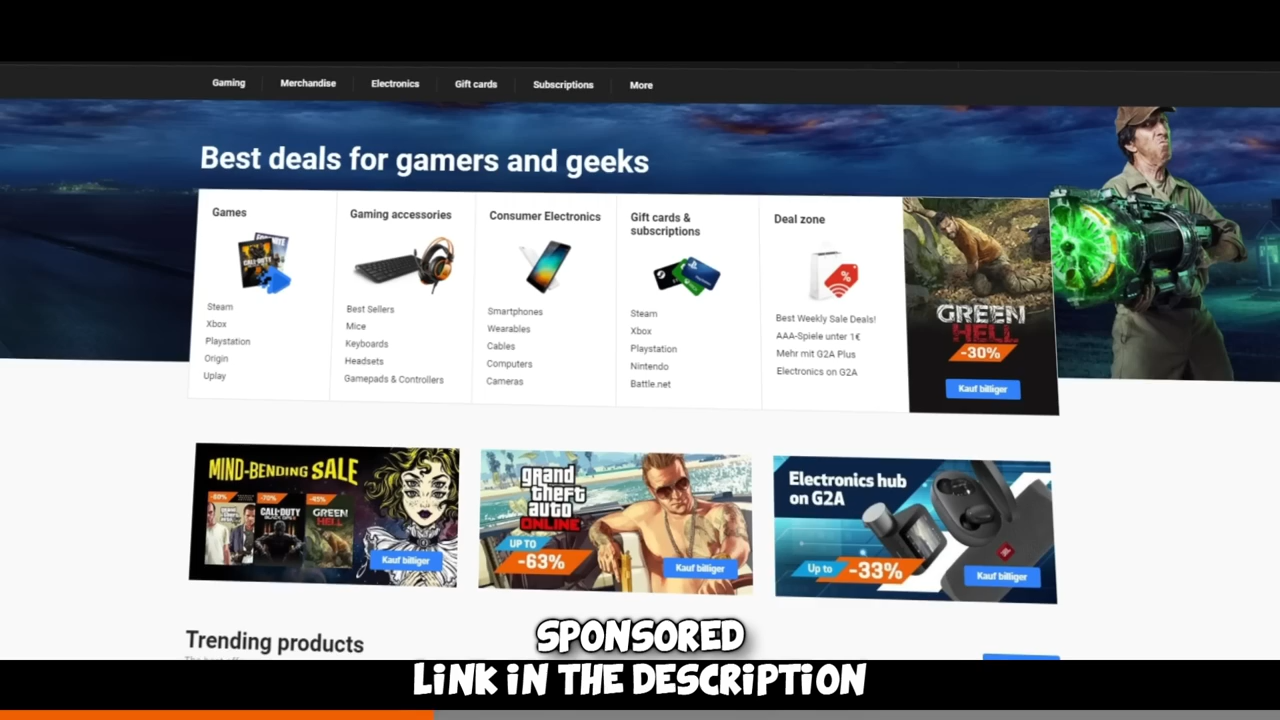 Gaming
Merchandise
Electronics
Gift cards
Subscriptions
More
Best deals for gamers and geeks
Games
Steam
Xbox
Playstation
Origin
Uplay
Gaming accessories
Best Sellers
Mice
Keyboards
Headsets
Gamepads & Controllers
Consumer Electronics
Smartphones
Wearables
Cables
Computers
Cameras
Gift cards &
subscriptions
Steam
Xbox
Playstation
Nintendo
Battle.net
Deal zone
Best Weekly Sale Deals!
AAA-Spiele unter 1€
Mehr mit G2A Plus
Electronics on G2A
GREEN
HELL
-30%
Kauf billiger
MIND-BENDING SALE
-80%
-70%
-45%
CALL OF DUTY
GREEN
HELL
Kauf billiger
grand
theft
auto
ONLINE
UP TO
-63%
Kauf billiger
Electronics hub
on G2A
Up to
-33%
Kauf billiger
Trending products
SPONSORED
LINK IN THE DESCRIPTION